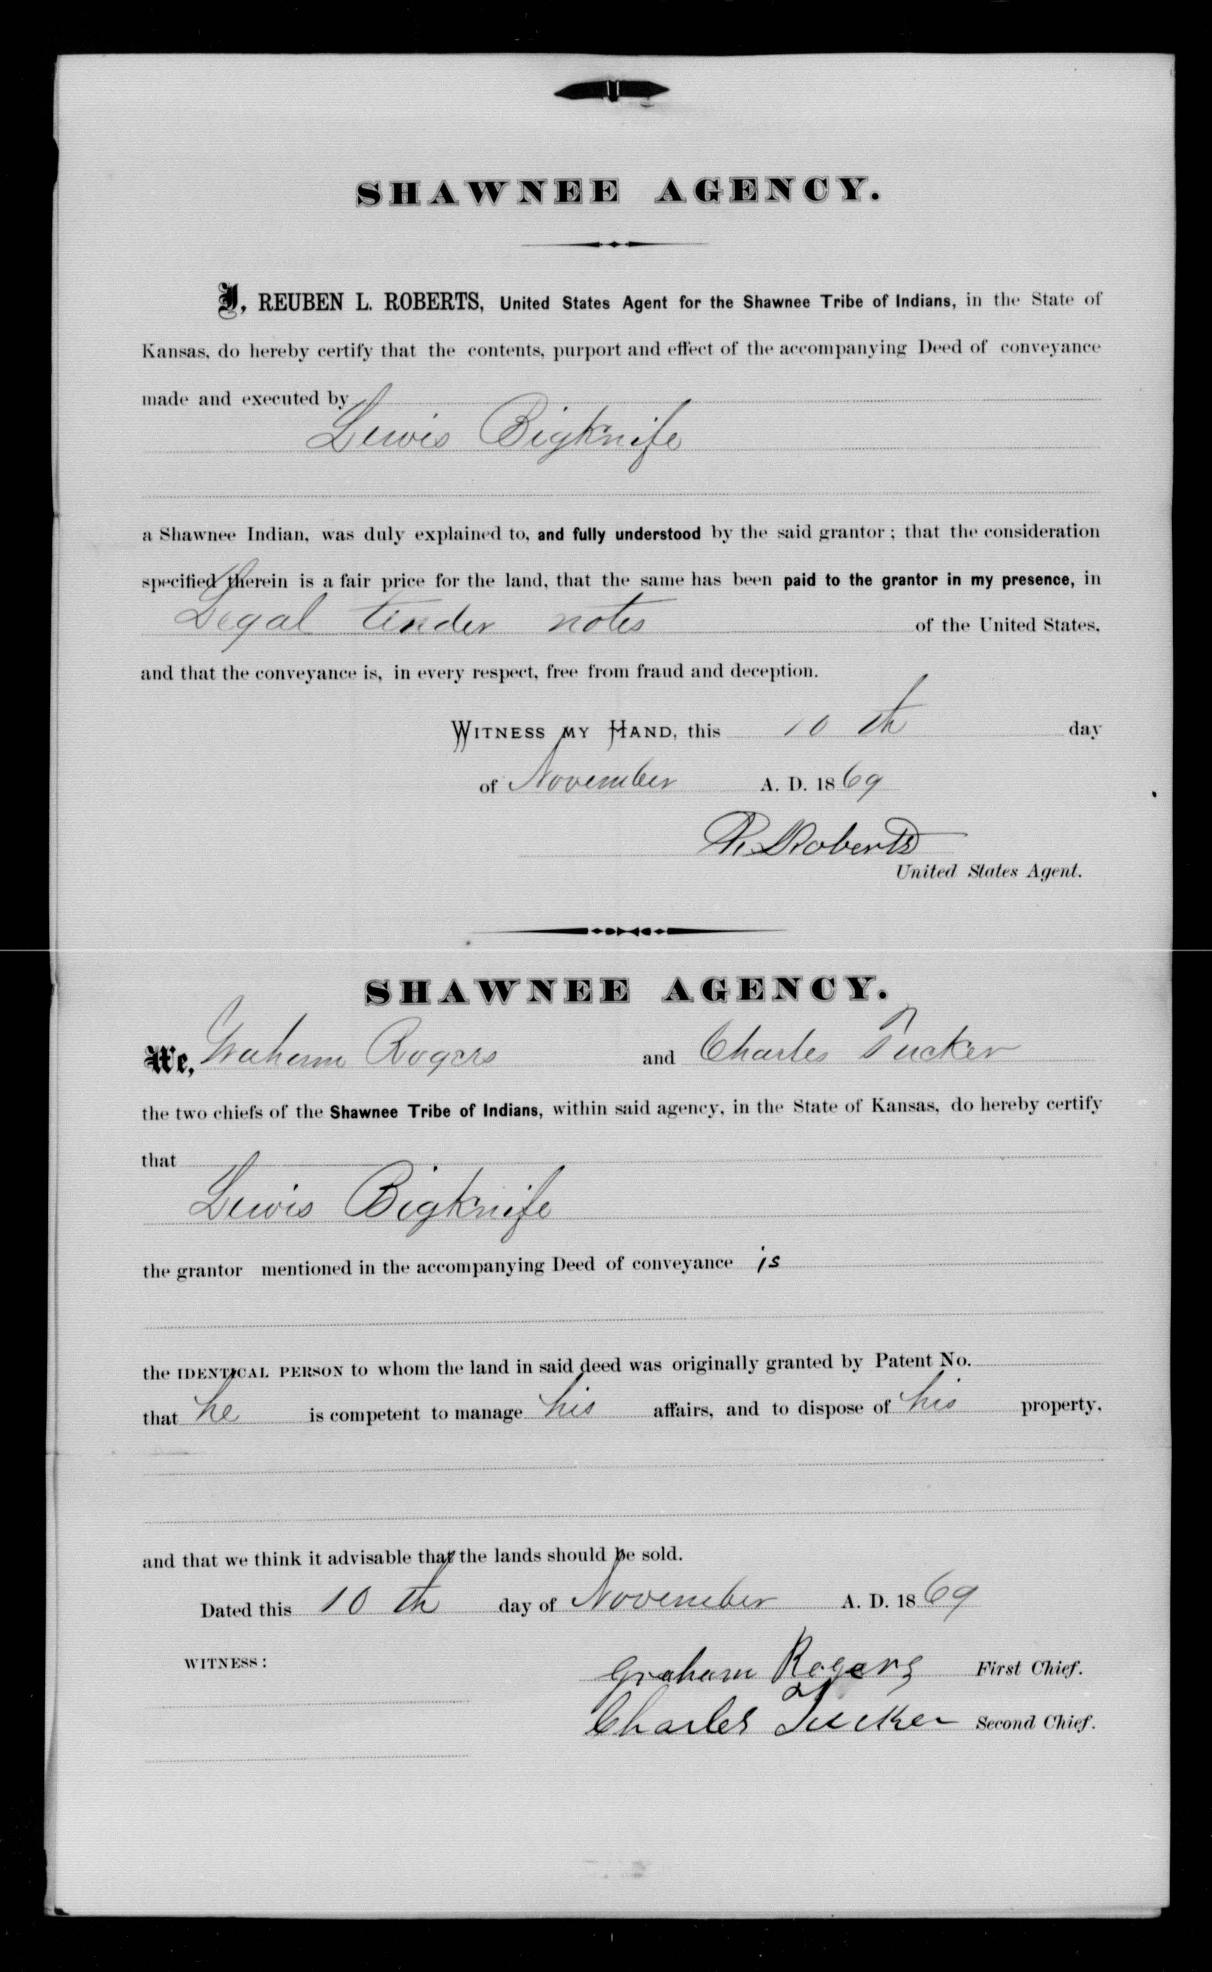 SHAWNEE AGENCY.
I, REUBEN L. ROBERTS, United States Agent for the Shawnee Tribe of Indians, in the State of
Kansas, do hereby certify that the contents, purport and effect of the accompanying Deed of conveyance
made and executed by
Lewis Bigknife
a Shawnee Indian, was duly explained to, and fully understood by the said grantor; that the consideration
specified therein is a fair price for the land, that the same has been paid to the grantor in my presence, in
Legal tender notes of the United States,
and that the conveyance is, in every respect, free from fraud and deception.
WITNESS MY HAND, this 10 th day
of November A. D. 1869
R. L Roberts
United States Agent.
SHAWNEE AGENCY.
We, Graham Rogers and Charles Tucker
the two chiefs of the Shawnee Tribe of Indians, within said agency, in the State of Kansas, do hereby certify
that
Lewis Bigknife
the grantor mentioned in the accompanying Deed of conveyance is
the IDENTICAL PERSON to whom the land in said deed was originally granted by Patent No.
that he is competent to manage his affairs, and to dispose of his property,
and that we think it advisable that the lands should be sold.
Dated this 10 th day of November A. D. 1869
WITNESS:
Graham Rogers First Chief.
Charles Tucker Second Chief.